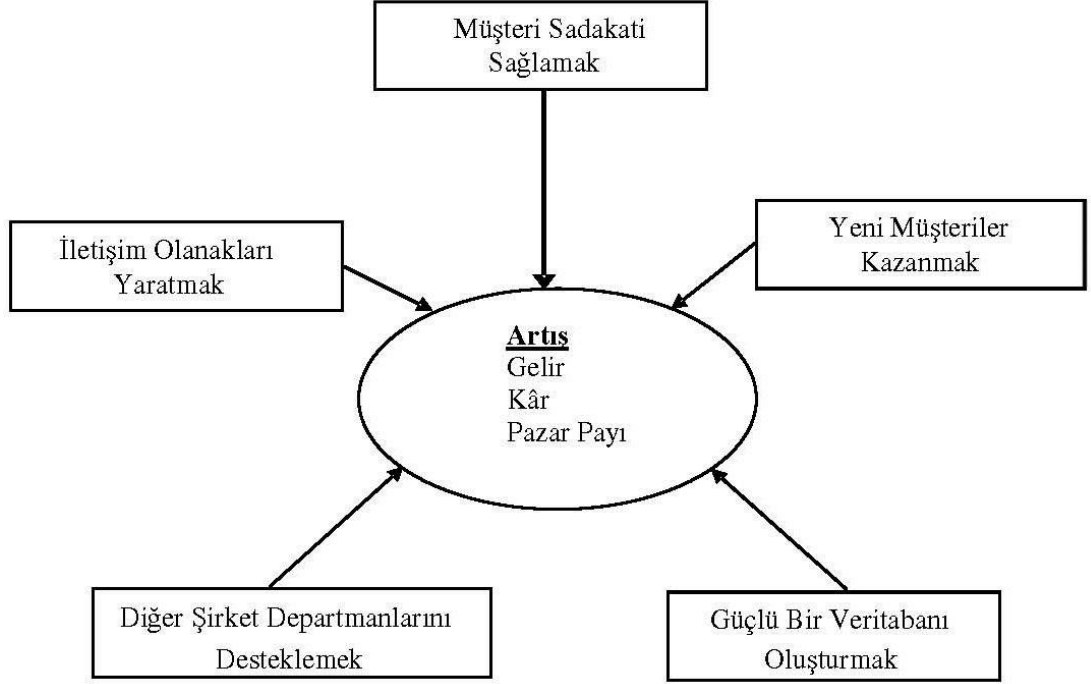 Müşteri Sadakati
Sağlamak
İletişim Olanakları
Yaratmak
Yeni Müşteriler
Kazanmak
Artış
Gelir
Kâr
Pazar Payı
Diğer Şirket Departmanlarını
Desteklemek
Güçlü Bir Veritabanı
Oluşturmak